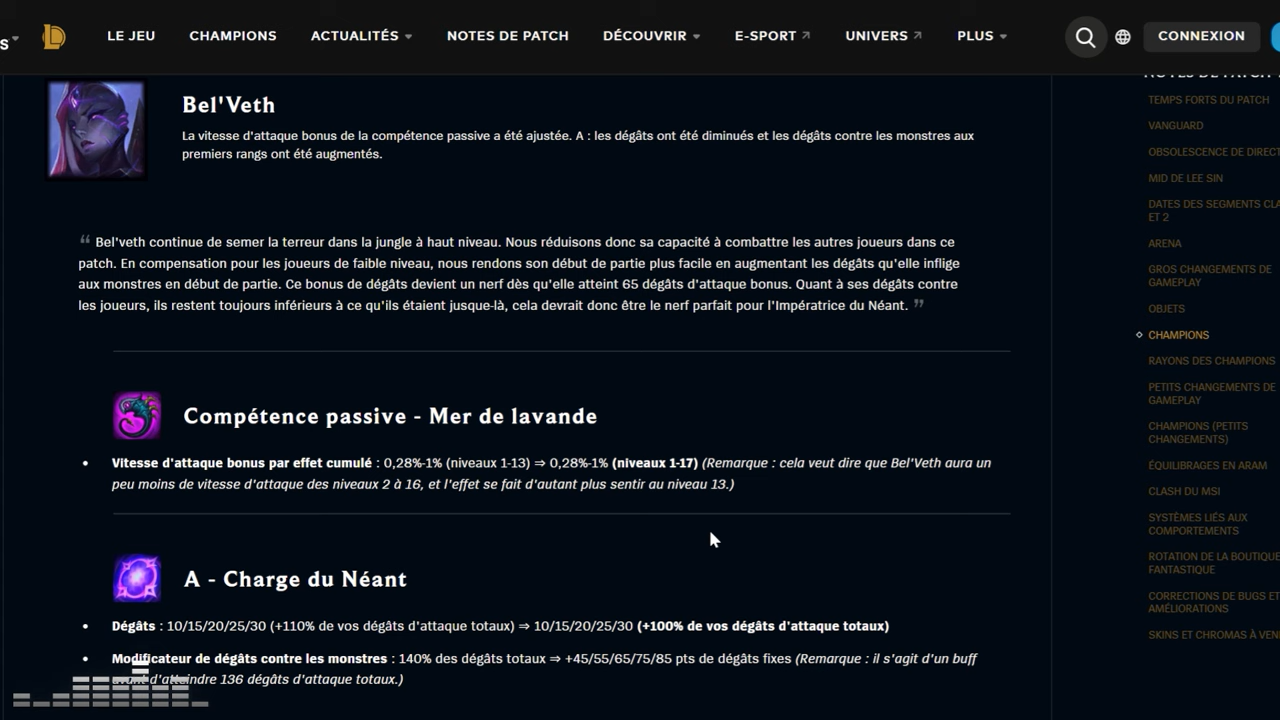 S
LE JEU CHAMPIONS ACTUALITÉS NOTES DE PATCH DÉCOUVRIR E-SPORT UNIVERS PLUS CONNEXION
Bel'Veth
La vitesse d'attaque bonus de la compétence passive a été ajustée. A : les dégâts ont été diminués et les dégâts contre les monstres aux
premiers rangs ont été augmentés.
“ Bel'veth continue de semer la terreur dans la jungle à haut niveau. Nous réduisons donc sa capacité à combattre les autres joueurs dans ce
patch. En compensation pour les joueurs de faible niveau, nous rendons son début de partie plus facile en augmentant les dégâts qu'elle inflige
aux monstres en début de partie. Ce bonus de dégâts devient un nerf dès qu'elle atteint 65 dégâts d'attaque bonus. Quant à ses dégâts contre
les joueurs, ils restent toujours inférieurs à ce qu'ils étaient jusque-là, cela devrait donc être le nerf parfait pour l'Impératrice du Néant. ”
Compétence passive - Mer de lavande
• Vitesse d'attaque bonus par effet cumulé : 0,28%-1% (niveaux 1-13) ⇒ 0,28%-1% (niveaux 1-17) (Remarque : cela veut dire que Bel'Veth aura un
peu moins de vitesse d'attaque des niveaux 2 à 16, et l'effet se fait d'autant plus sentir au niveau 13.)
A - Charge du Néant
• Dégâts : 10/15/20/25/30 (+110% de vos dégâts d'attaque totaux) ⇒ 10/15/20/25/30 (+100% de vos dégâts d'attaque totaux)
• Modificateur de dégâts contre les monstres : 140% des dégâts totaux ⇒ +45/55/65/75/85 pts de dégâts fixes (Remarque : il s'agit d'un buff
avant d'atteindre 136 dégâts d'attaque totaux.)
NOTES DE PATCH
TEMPS FORTS DU PATCH
VANGUARD
OBSOLESCENCE DE DIRECT
MID DE LEE SIN
DATES DES SEGMENTS CLA
ET 2
ARENA
GROS CHANGEMENTS DE
GAMEPLAY
OBJETS
CHAMPIONS
RAYONS DES CHAMPIONS
PETITS CHANGEMENTS DE
GAMEPLAY
CHAMPIONS (PETITS
CHANGEMENTS)
ÉQUILIBRAGES EN ARAM
CLASH DU MSI
SYSTÈMES LIÉS AUX
COMPORTEMENTS
ROTATION DE LA BOUTIQUE
FANTASTIQUE
CORRECTIONS DE BUGS ET
AMÉLIORATIONS
SKINS ET CHROMAS À VENI